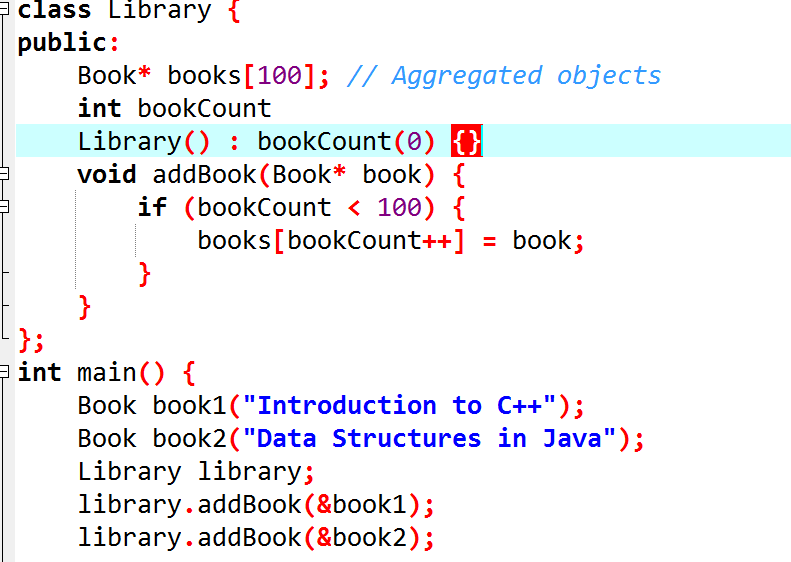 class Library {
public:
    Book* books[100]; // Aggregated objects
    int bookCount
    Library() : bookCount(0) {}
    void addBook(Book* book) {
        if (bookCount < 100) {
            books[bookCount++] = book;
        }
    }
};
int main() {
    Book book1("Introduction to C++");
    Book book2("Data Structures in Java");
    Library library;
    library.addBook(&book1);
    library.addBook(&book2);